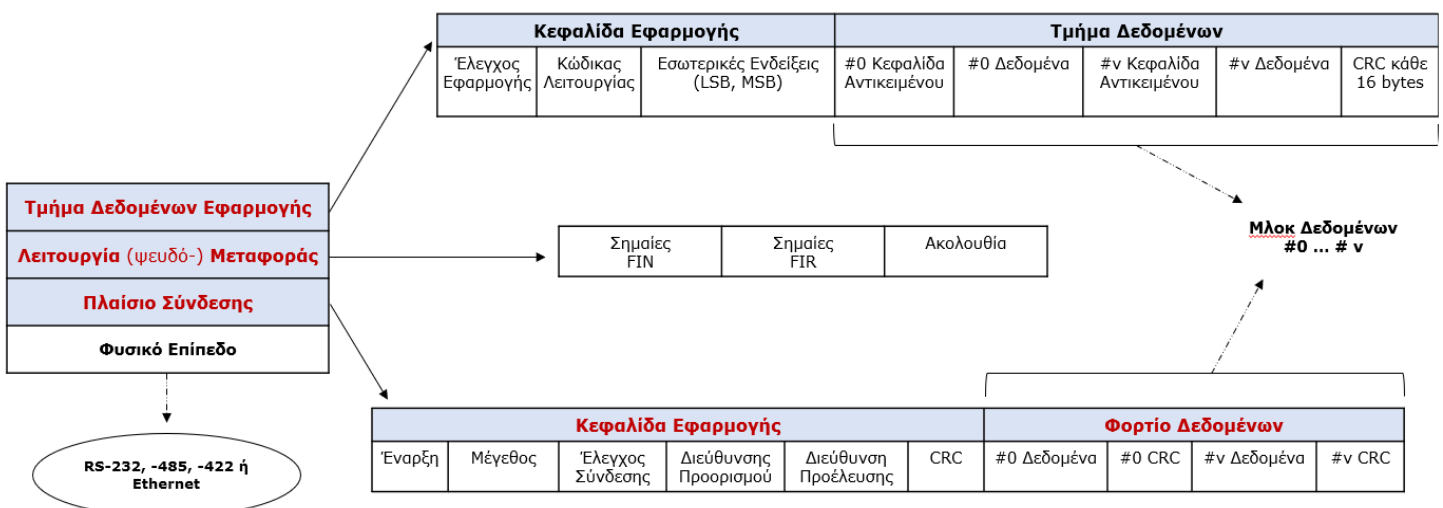 Κεφαλίδα Εφαρμογής
Τμήμα Δεδομένων
Έλεγχος Εφαρμογής
Κώδικας Λειτουργίας
Εσωτερικές Ενδείξεις (LSB, MSB)
#0 Κεφαλίδα Αντικειμένου
#0 Δεδομένα
#v Κεφαλίδα Αντικειμένου
#v Δεδομένα
CRC κάθε 16 bytes
Τμήμα Δεδομένων Εφαρμογής
Λειτουργία (ψευδό-) Μεταφοράς
Πλαίσιο Σύνδεσης
Φυσικό Επίπεδο
Σημαίες FIN
Σημαίες FIR
Ακολουθία
Μλοκ Δεδομένων
#0 ... # v
RS-232, -485, -422 ή
Ethernet
Κεφαλίδα Εφαρμογής
Φορτίο Δεδομένων
Έναρξη
Μέγεθος
Έλεγχος Σύνδεσης
Διεύθυνσης Προορισμού
Διεύθυνση Προέλευσης
CRC
#0 Δεδομένα
#0 CRC
#v Δεδομένα
#v CRC